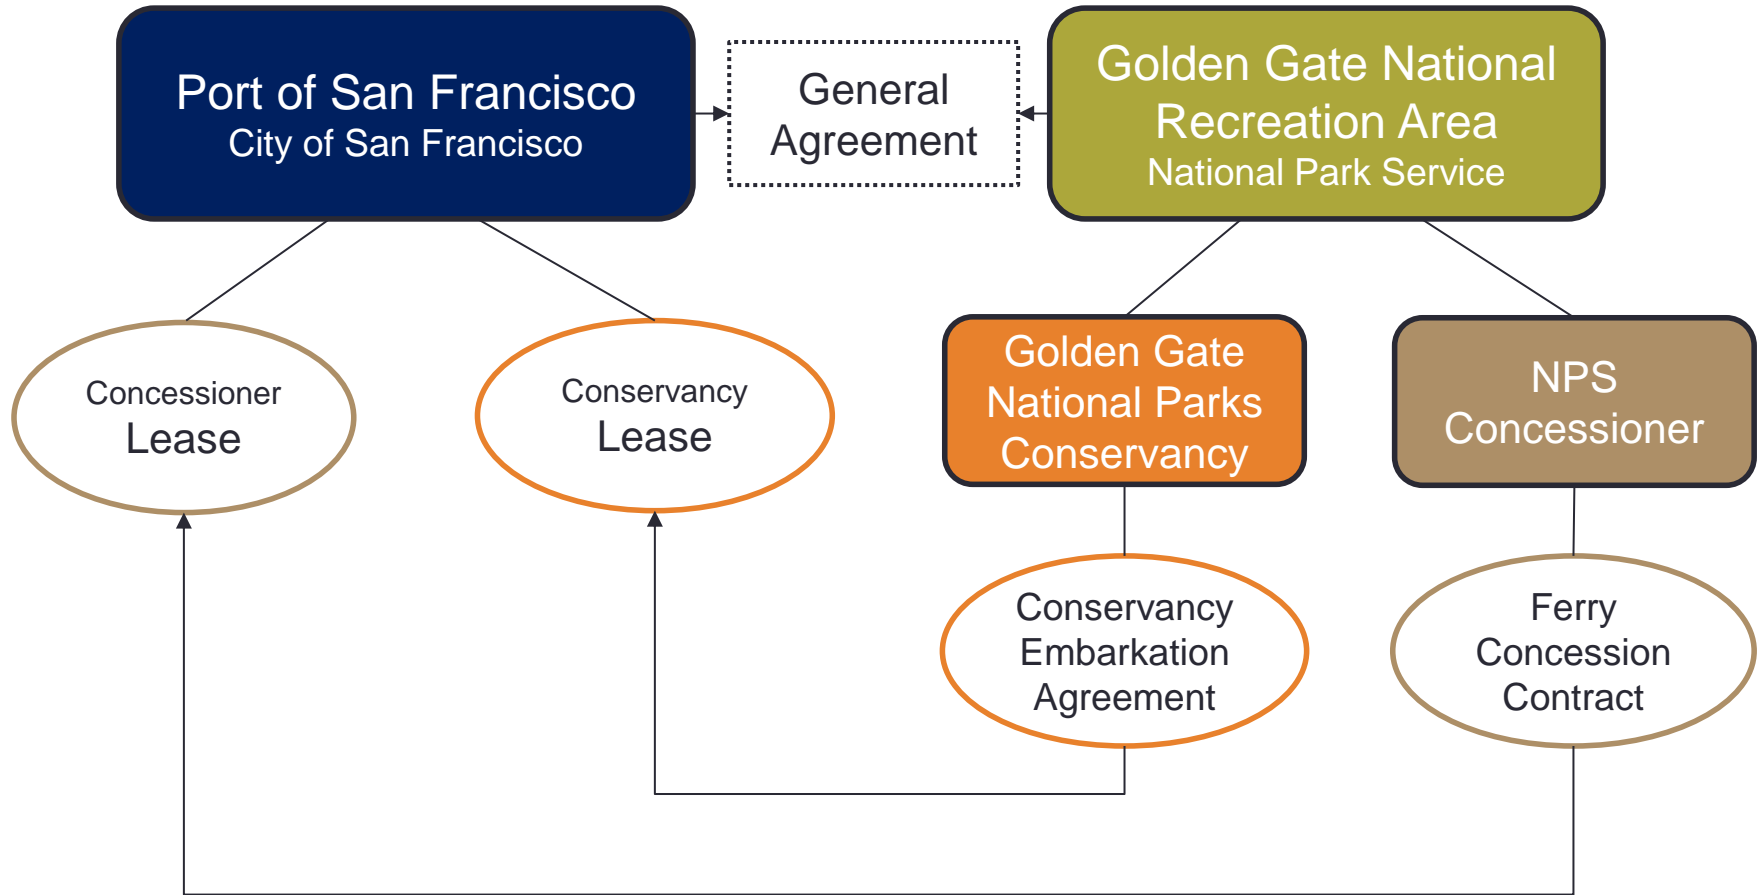 Port of San Francisco
City of San Francisco
General
Agreement
Golden Gate National
Recreation Area
National Park Service
Concessioner
Lease
Conservancy
Lease
Golden Gate
National Parks
Conservancy
NPS
Concessioner
Conservancy
Embarkation
Agreement
Ferry
Concession
Contract